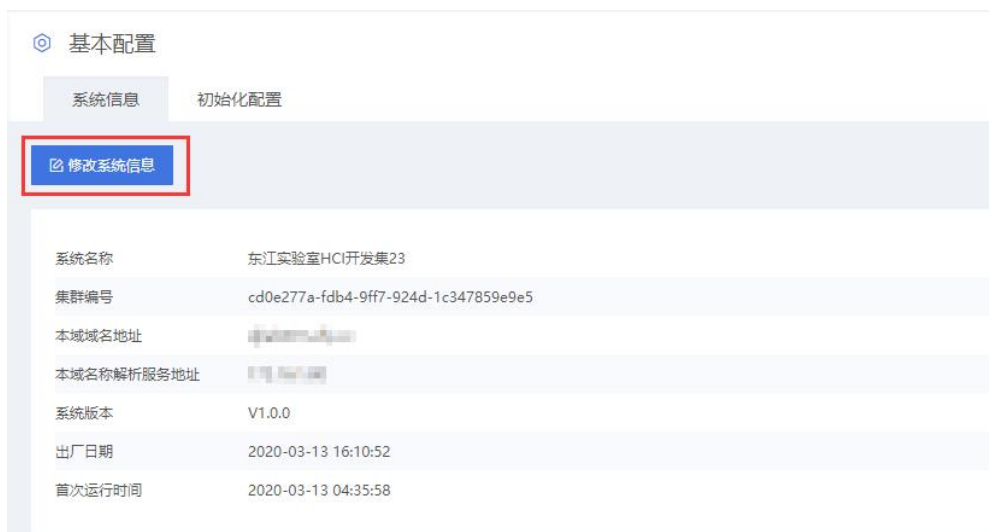 基本配置
系统信息 初始化配置
修改系统信息
系统名称 东江实验室HCI开发集23
集群编号 cd0e277a-fdb4-9ff7-924d-1c347859e9e5
本域域名地址
本域名称解析服务地址
系统版本 V1.0.0
出厂日期 2020-03-13 16:10:52
首次运行时间 2020-03-13 04:35:58